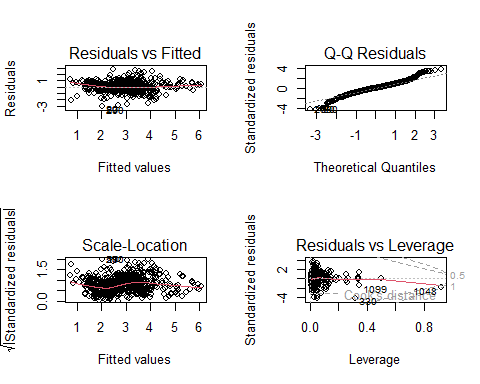 Residuals vs Fitted
Residuals
1
-3
1 2 3 4 5 6
Fitted values
Q-Q Residuals
Standardized residuals
4
0
-4
-3 -1 0 1 2 3
Theoretical Quantiles
Scale-Location
√|Standardized residuals|
1.5
0.0
1 2 3 4 5 6
Fitted values
Residuals vs Leverage
Standardized residuals
2
-4
0.5
1
Cook's distance
1099
1048
0.0 0.2 0.4 0.6 0.8
Leverage